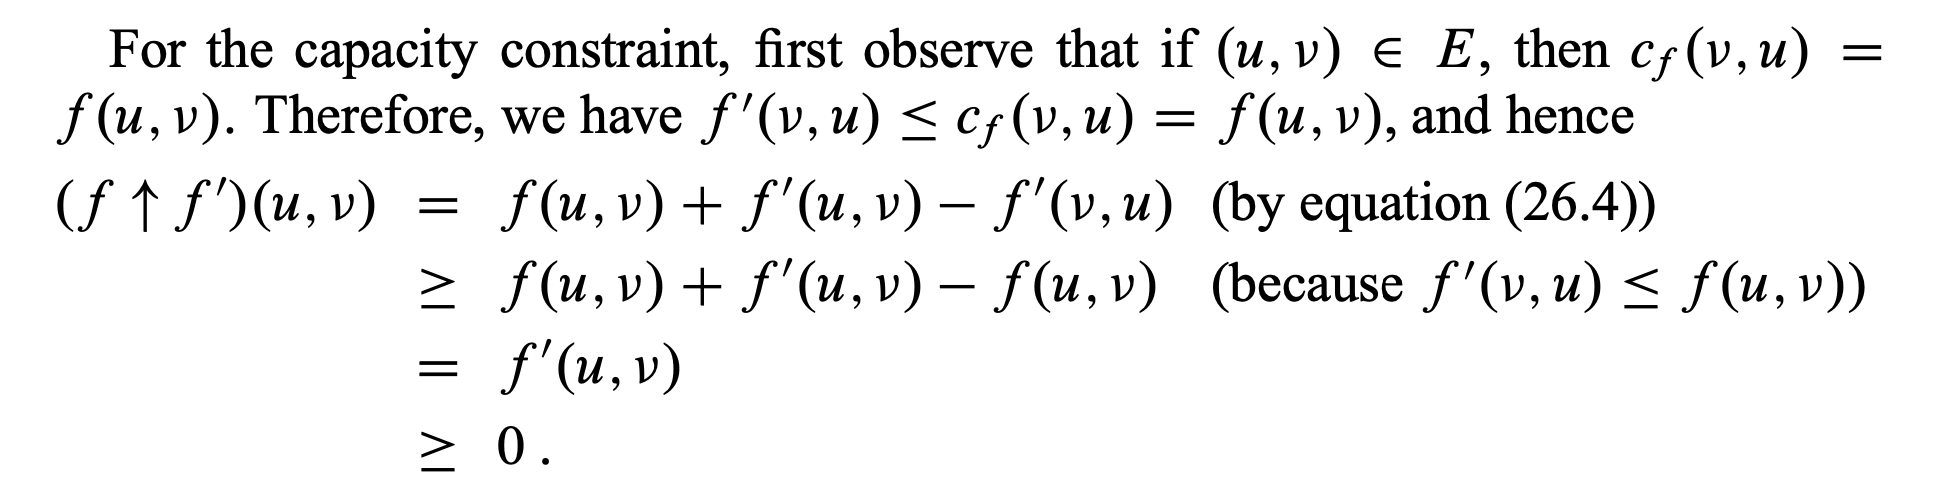 For the capacity constraint, first observe that if (u, v) ∈ E, then c_f(v, u) =
f(u, v). Therefore, we have f′(v, u) ≤ c_f(v, u) = f(u, v), and hence
(f ↑ f′)(u, v) = f(u, v) + f′(u, v) − f′(v, u) (by equation (26.4))
≥ f(u, v) + f′(u, v) − f(u, v) (because f′(v, u) ≤ f(u, v))
= f′(u, v)
≥ 0 .